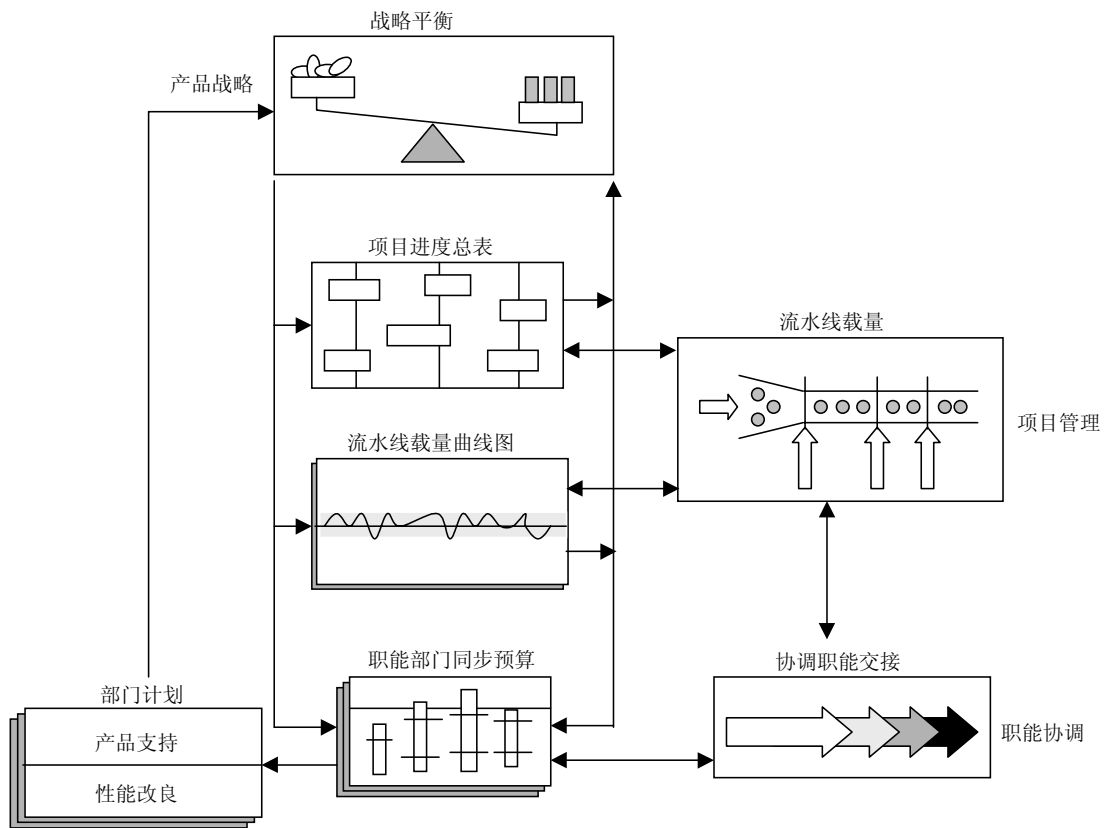 战略平衡
产品战略
项目进度总表
流水线载量
项目管理
流水线载量曲线图
职能部门同步预算
协调职能交接
部门计划
产品支持
职能协调
性能改良